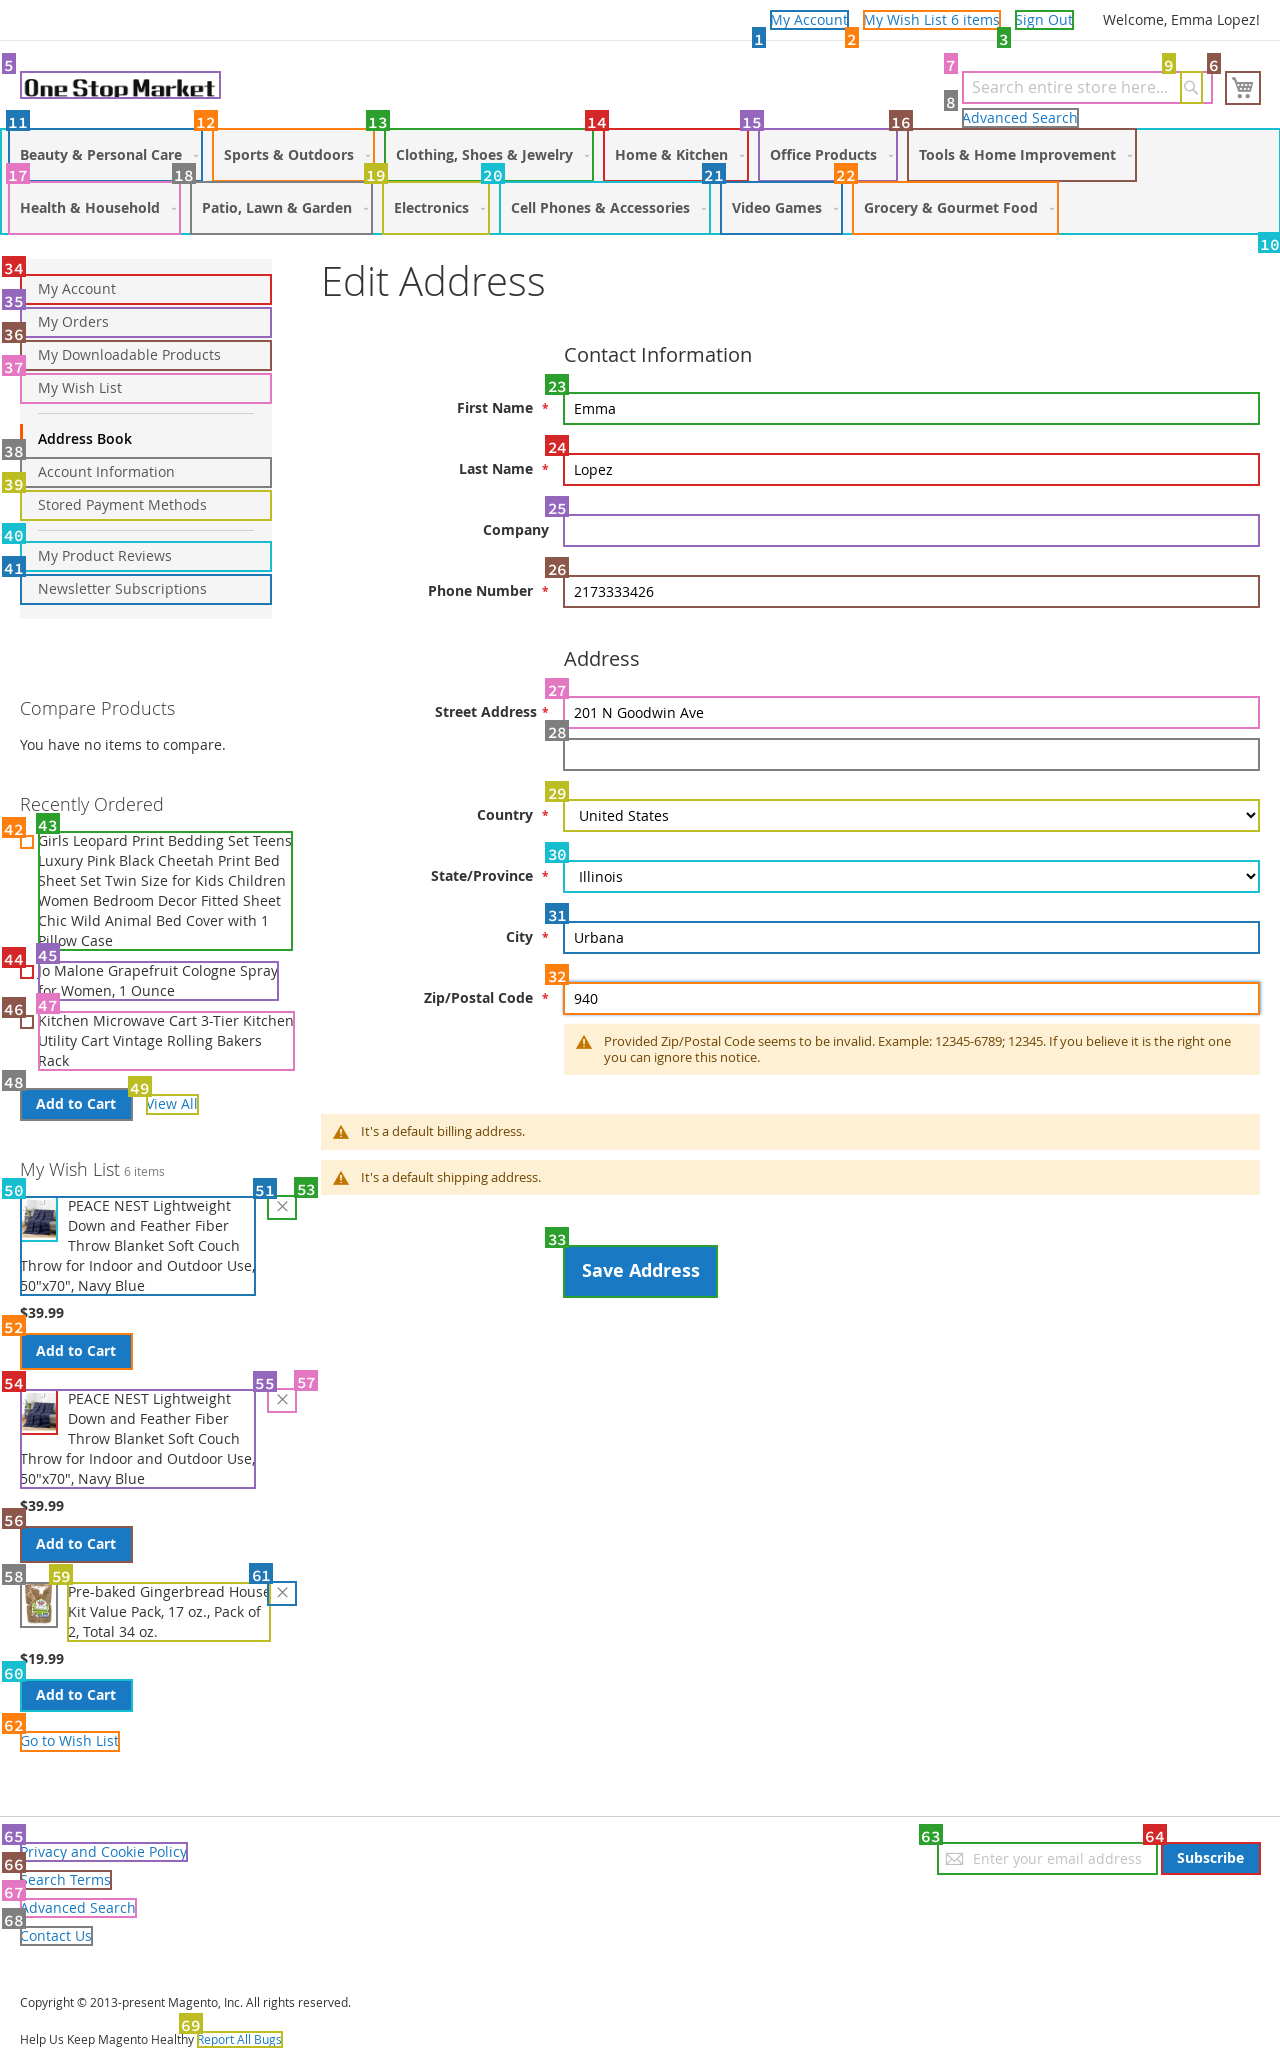 My Account
My Wish List 6 items
Sign Out
Welcome, Emma Lopez!
1
2
3
5
One Stop Market
7
9
6
Search entire store here...
8
Advanced Search
11
12
13
14
15
16
Beauty & Personal Care
Sports & Outdoors
Clothing, Shoes & Jewelry
Home & Kitchen
Office Products
Tools & Home Improvement
17
18
19
20
21
22
Health & Household
Patio, Lawn & Garden
Electronics
Cell Phones & Accessories
Video Games
Grocery & Gourmet Food
10
34
My Account
35
My Orders
36
My Downloadable Products
37
My Wish List
Address Book
38
Account Information
39
Stored Payment Methods
40
My Product Reviews
41
Newsletter Subscriptions
Edit Address
Contact Information
23
First Name *
Emma
24
Last Name *
Lopez
25
Company
26
Phone Number *
2173333426
Address
27
Street Address *
201 N Goodwin Ave
28
29
Country *
United States
30
State/Province *
Illinois
31
City *
Urbana
32
Zip/Postal Code *
940
Provided Zip/Postal Code seems to be invalid. Example: 12345-6789; 12345. If you believe it is the right one
you can ignore this notice.
It's a default billing address.
It's a default shipping address.
33
Save Address
Compare Products
You have no items to compare.
Recently Ordered
42
43
Girls Leopard Print Bedding Set Teens
Luxury Pink Black Cheetah Print Bed
Sheet Set Twin Size for Kids Children
Women Bedroom Decor Fitted Sheet
Chic Wild Animal Bed Cover with 1
Pillow Case
44
45
Jo Malone Grapefruit Cologne Spray
for Women, 1 Ounce
46
47
Kitchen Microwave Cart 3-Tier Kitchen
Utility Cart Vintage Rolling Bakers
Rack
48
Add to Cart
49
View All
My Wish List 6 items
50
51
53
PEACE NEST Lightweight
Down and Feather Fiber
Throw Blanket Soft Couch
Throw for Indoor and Outdoor Use,
50"x70", Navy Blue
$39.99
52
Add to Cart
54
55
57
PEACE NEST Lightweight
Down and Feather Fiber
Throw Blanket Soft Couch
Throw for Indoor and Outdoor Use,
50"x70", Navy Blue
$39.99
56
Add to Cart
58
59
61
Pre-baked Gingerbread House
Kit Value Pack, 17 oz., Pack of
2, Total 34 oz.
$19.99
60
Add to Cart
62
Go to Wish List
65
Privacy and Cookie Policy
66
Search Terms
67
Advanced Search
68
Contact Us
63
Enter your email address
64
Subscribe
Copyright © 2013-present Magento, Inc. All rights reserved.
69
Help Us Keep Magento Healthy Report All Bugs